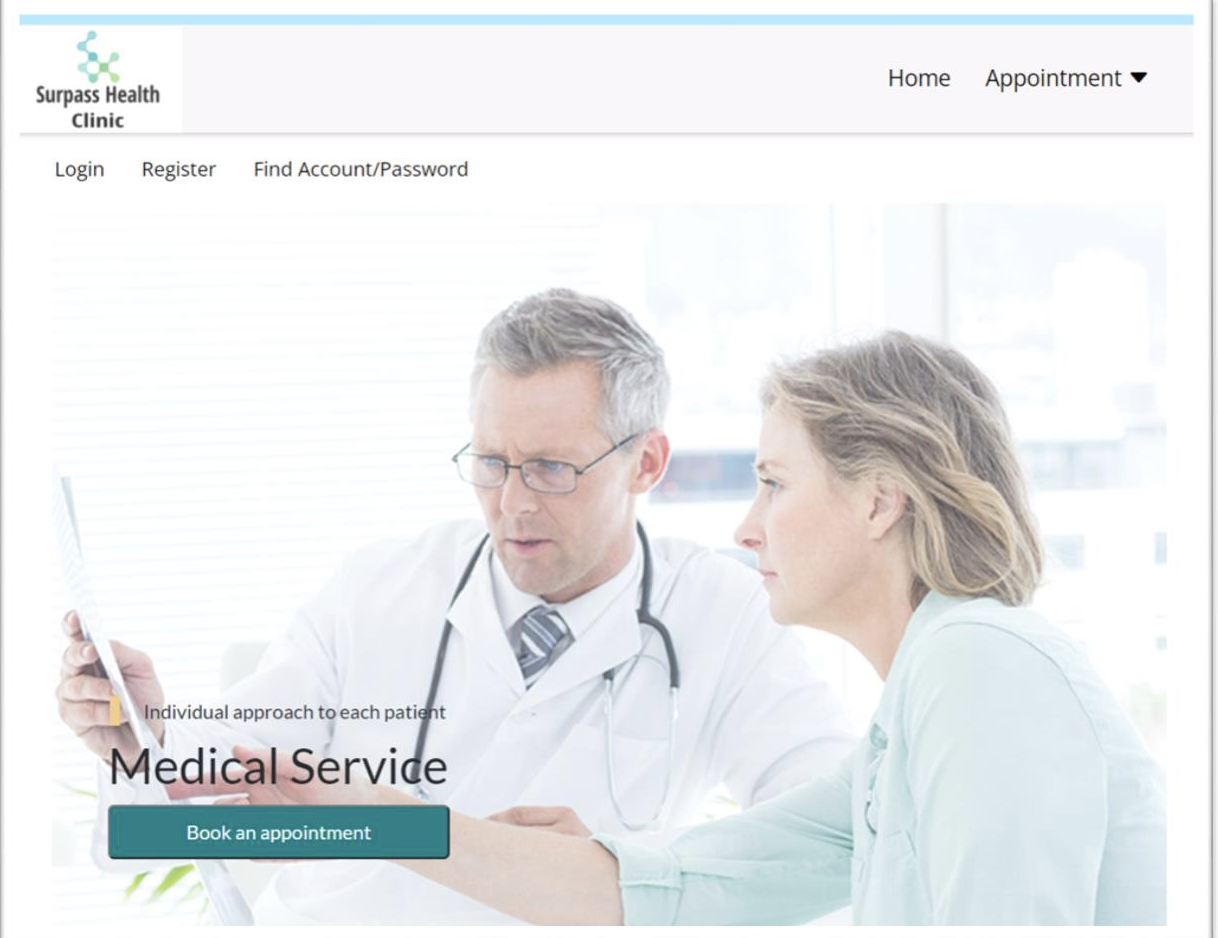 Surpass Health
Clinic
Home Appointment
Login Register Find Account/Password
Individual approach to each patient
Medical Service
Book an appointment